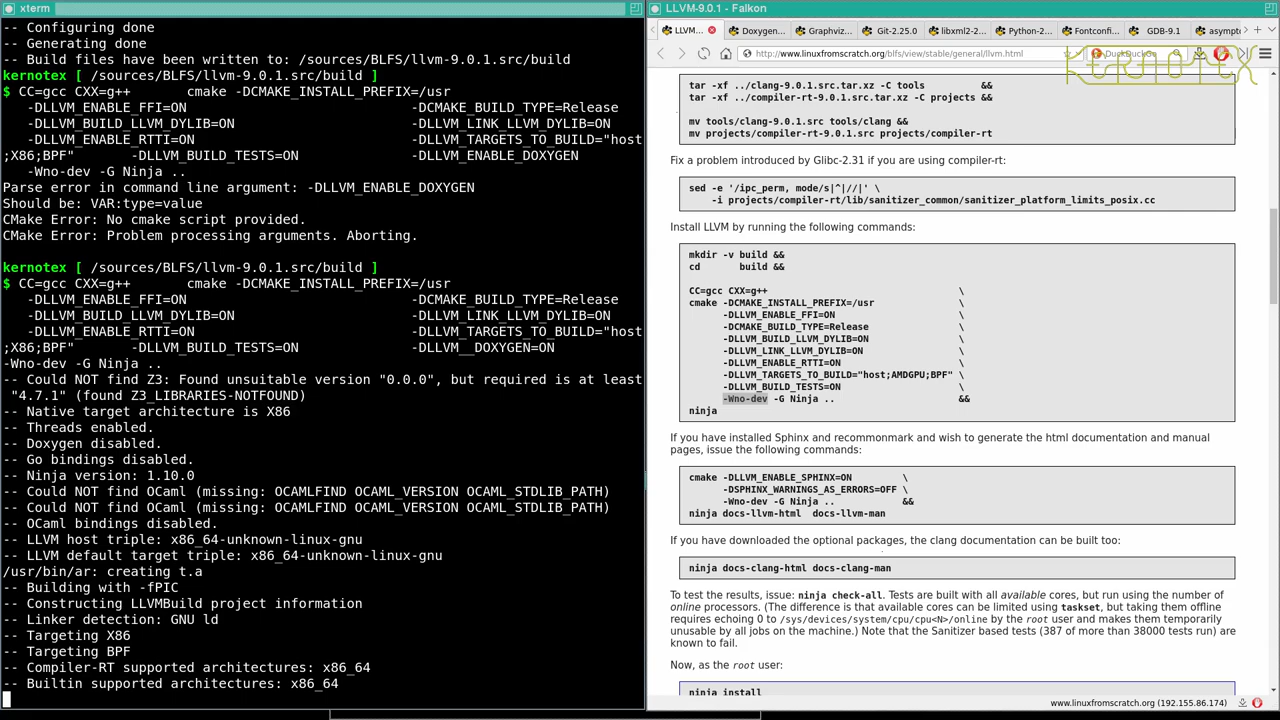 xterm
-- Configuring done
-- Generating done
-- Build files have been written to: /sources/BLFS/llvm-9.0.1.src/build
kernotex [ /sources/BLFS/llvm-9.0.1.src/build ]
$ CC=gcc CXX=g++      cmake -DCMAKE_INSTALL_PREFIX=/usr
-DLLVM_ENABLE_FFI=ON                            -DCMAKE_BUILD_TYPE=Release
-DLLVM_BUILD_LLVM_DYLIB=ON                      -DLLVM_LINK_LLVM_DYLIB=ON
-DLLVM_ENABLE_RTTI=ON                           -DLLVM_TARGETS_TO_BUILD="host
;X86;BPF"       -DLLVM_BUILD_TESTS=ON              -DLLVM_ENABLE_DOXYGEN
-Wno-dev -G Ninja ..
Parse error in command line argument: -DLLVM_ENABLE_DOXYGEN
Should be: VAR:type=value
CMake Error: No cmake script provided.
CMake Error: Problem processing arguments. Aborting.
kernotex [ /sources/BLFS/llvm-9.0.1.src/build ]
$ CC=gcc CXX=g++       cmake -DCMAKE_INSTALL_PREFIX=/usr
-DLLVM_ENABLE_FFI=ON                            -DCMAKE_BUILD_TYPE=Release
-DLLVM_BUILD_LLVM_DYLIB=ON                      -DLLVM_LINK_LLVM_DYLIB=ON
-DLLVM_ENABLE_RTTI=ON                           -DLLVM_TARGETS_TO_BUILD="host
;X86;BPF"       -DLLVM_BUILD_TESTS=ON              -DLLVM__DOXYGEN=ON
-Wno-dev -G Ninja ..
-- Could NOT find Z3: Found unsuitable version "0.0.0", but required is at least
"4.7.1" (found Z3_LIBRARIES-NOTFOUND)
-- Native target architecture is X86
-- Threads enabled.
-- Doxygen disabled.
-- Go bindings disabled.
-- Ninja version: 1.10.0
-- Could NOT find OCaml (missing: OCAMLFIND OCAML_VERSION OCAML_STDLIB_PATH)
-- Could NOT find OCaml (missing: OCAMLFIND OCAML_VERSION OCAML_STDLIB_PATH)
-- OCaml bindings disabled.
-- LLVM host triple: x86_64-unknown-linux-gnu
-- LLVM default target triple: x86_64-unknown-linux-gnu
/usr/bin/ar: creating t.a
-- Building with -fPIC
-- Constructing LLVMBuild project information
-- Linker detection: GNU ld
-- Targeting X86
-- Targeting BPF
-- Compiler-RT supported architectures: x86_64
-- Builtin supported architectures: x86_64
LLVM-9.0.1 - Falkon
LLVM... Doxygen... Graphviz... Git-2.25.0 libxml2-2... Python-2... Fontconfi... GDB-9.1 asympt
http://www.linuxfromscratch.org/blfs/view/stable/general/llvm.html DuckDuckGo
KERNOTEX
tar -xf ../clang-9.0.1.src.tar.xz -C tools &&
tar -xf ../compiler-rt-9.0.1.src.tar.xz -C projects &&
mv tools/clang-9.0.1.src tools/clang &&
mv projects/compiler-rt-9.0.1.src projects/compiler-rt
Fix a problem introduced by Glibc-2.31 if you are using compiler-rt:
sed -e '/ipc_perm, mode/s|^|//|' \
-i projects/compiler-rt/lib/sanitizer_common/sanitizer_platform_limits_posix.cc
Install LLVM by running the following commands:
mkdir -v build &&
cd       build &&
CC=gcc CXX=g++ \
cmake -DCMAKE_INSTALL_PREFIX=/usr \
-DLLVM_ENABLE_FFI=ON \
-DCMAKE_BUILD_TYPE=Release \
-DLLVM_BUILD_LLVM_DYLIB=ON \
-DLLVM_LINK_LLVM_DYLIB=ON \
-DLLVM_ENABLE_RTTI=ON \
-DLLVM_TARGETS_TO_BUILD="host;AMDGPU;BPF" \
-DLLVM_BUILD_TESTS=ON \
-Wno-dev -G Ninja .. &&
ninja
If you have installed Sphinx and recommonmark and wish to generate the html documentation and manual
pages, issue the following commands:
cmake -DLLVM_ENABLE_SPHINX=ON \
-DSPHINX_WARNINGS_AS_ERRORS=OFF \
-Wno-dev -G Ninja .. &&
ninja docs-llvm-html  docs-llvm-man
If you have downloaded the optional packages, the clang documentation can be built too:
ninja docs-clang-html docs-clang-man
To test the results, issue: ninja check-all. Tests are built with all available cores, but run using the number of
online processors. (The difference is that available cores can be limited using taskset, but taking them offline
requires echoing 0 to /sys/devices/system/cpu/cpu<N>/online by the root user and makes them temporarily
unusable by all jobs on the machine.) Note that the Sanitizer based tests (387 of more than 38000 tests run) are
known to fail.
Now, as the root user:
ninja install
www.linuxfromscratch.org (192.155.86.174)